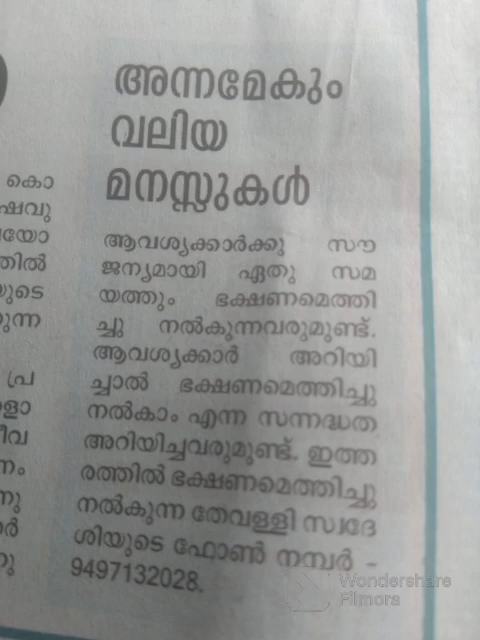 അന്നമേകും
വലിയ
മനസ്സുകൾ
ആവശ്യക്കാർക്കു സൗ
ജന്യമായി ഏതു സമ
യത്തും ഭക്ഷണമെത്തി
ച്ചു നൽകുന്നവരുമുണ്ട്.
ആവശ്യക്കാർ അറിയി
ച്ചാൽ ഭക്ഷണമെത്തിച്ചു
നൽകാം എന്ന സന്നദ്ധത
അറിയിച്ചവരുമുണ്ട്. ഇത്ത
രത്തിൽ ഭക്ഷണമെത്തിച്ചു
നൽകുന്ന തേവള്ളി സ്വദേ
ശിയുടെ ഫോൺ നമ്പർ -
9497132028.
കൊ
പ്ര
Wondershare
Filmora